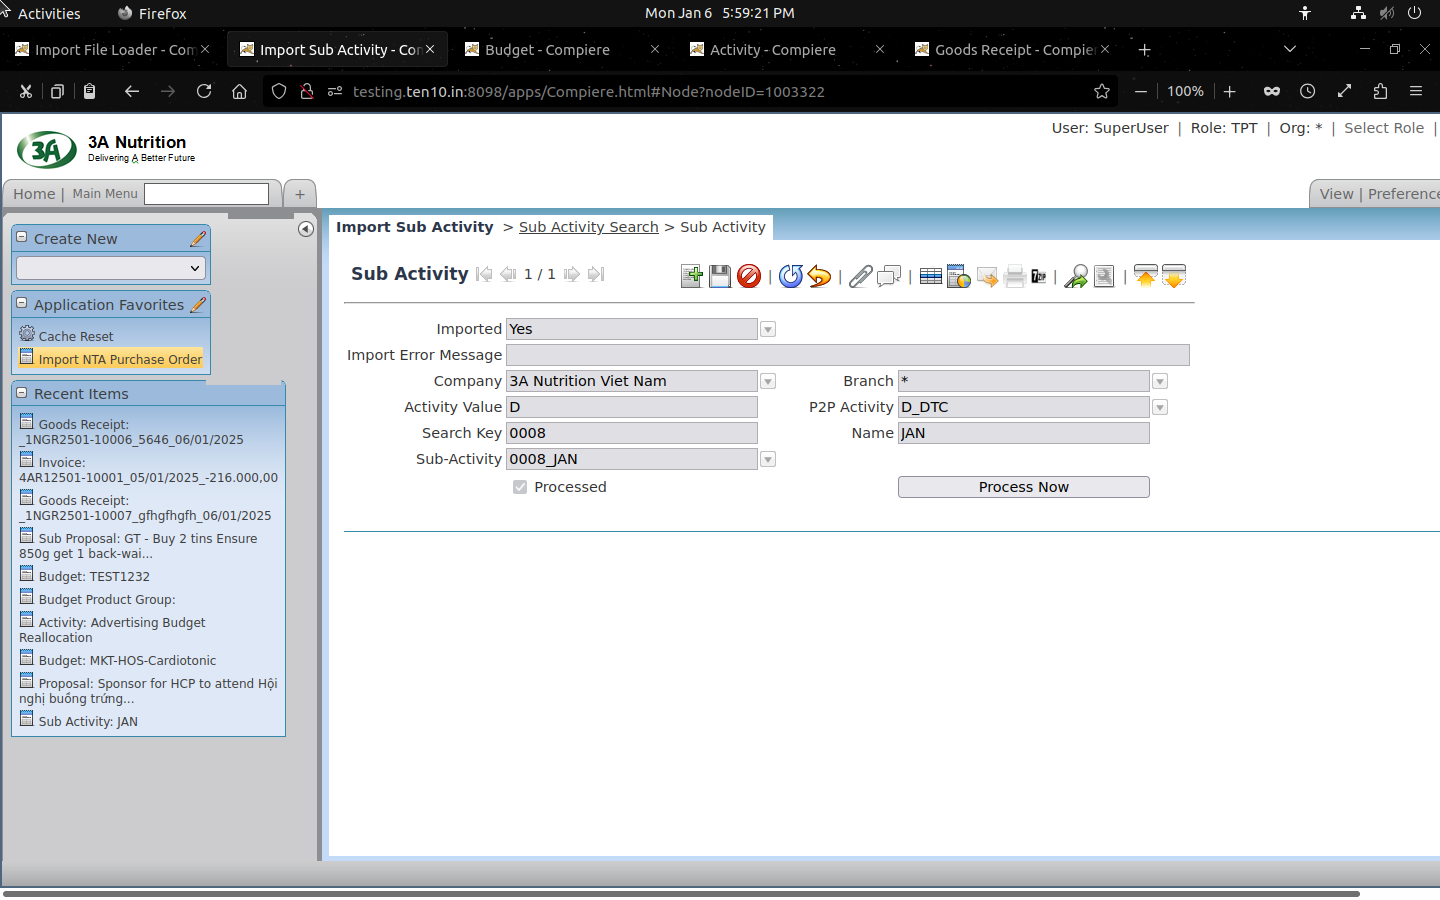 Activities
Firefox
Mon Jan 6 5:59:21 PM
Import File Loader - Com
Import Sub Activity - Co
Budget - Compiere
Activity - Compiere
Goods Receipt - Compie
testing.ten10.in:8098/apps/Compiere.html#Node?nodeID=1003322
100%
3A
3A Nutrition
Delivering A Better Future
User: SuperUser | Role: TPT | Org: * | Select Role |
Home | Main Menu
+
View | Preference
Create New
Application Favorites
Cache Reset
Import NTA Purchase Order
Recent Items
Goods Receipt:
_1NGR2501-10006_5646_06/01/2025
Invoice:
4AR12501-10001_05/01/2025_-216.000,00
Goods Receipt:
_1NGR2501-10007_gfhgfhgfh_06/01/2025
Sub Proposal: GT - Buy 2 tins Ensure
850g get 1 back-wai...
Budget: TEST1232
Budget Product Group:
Activity: Advertising Budget
Reallocation
Budget: MKT-HOS-Cardiotonic
Proposal: Sponsor for HCP to attend Hội
nghị buồng trứng...
Sub Activity: JAN
Import Sub Activity > Sub Activity Search > Sub Activity
Sub Activity 1 / 1
7ZIP
Imported Yes
Import Error Message
Company 3A Nutrition Viet Nam
Branch *
Activity Value D
P2P Activity D_DTC
Search Key 0008
Name JAN
Sub-Activity 0008_JAN
Processed
Process Now